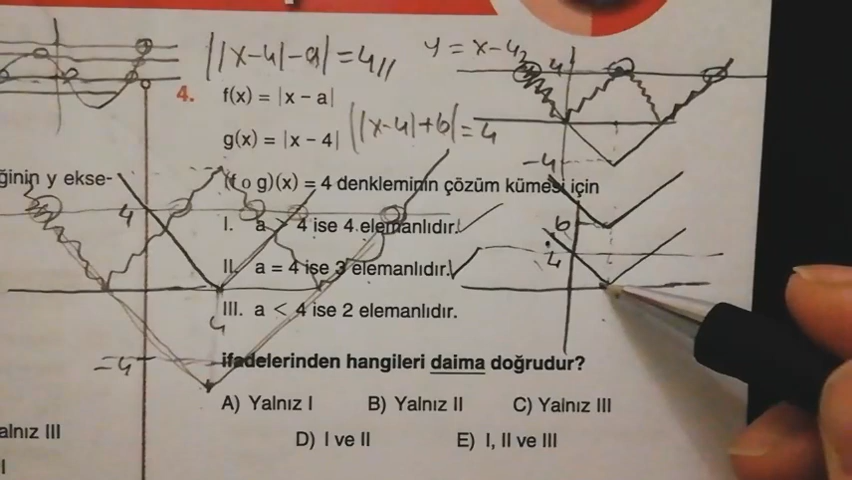 ||x-4|-a| = 4//
y = x-4
4. f(x) = |x – a|
g(x) = |x – 4|
||x-4|+6| = 4
(f o g)(x) = 4 denkleminin çözüm kümesi için
I. a > 4 ise 4 elemanlıdır.
II. a = 4 ise 3 elemanlıdır.
III. a < 4 ise 2 elemanlıdır.
ifadelerinden hangileri daima doğrudur?
A) Yalnız I B) Yalnız II C) Yalnız III
D) I ve II E) I, II ve III
ğinin y ekse-
4
4
-4
alnız III
I
4
-4
6
4